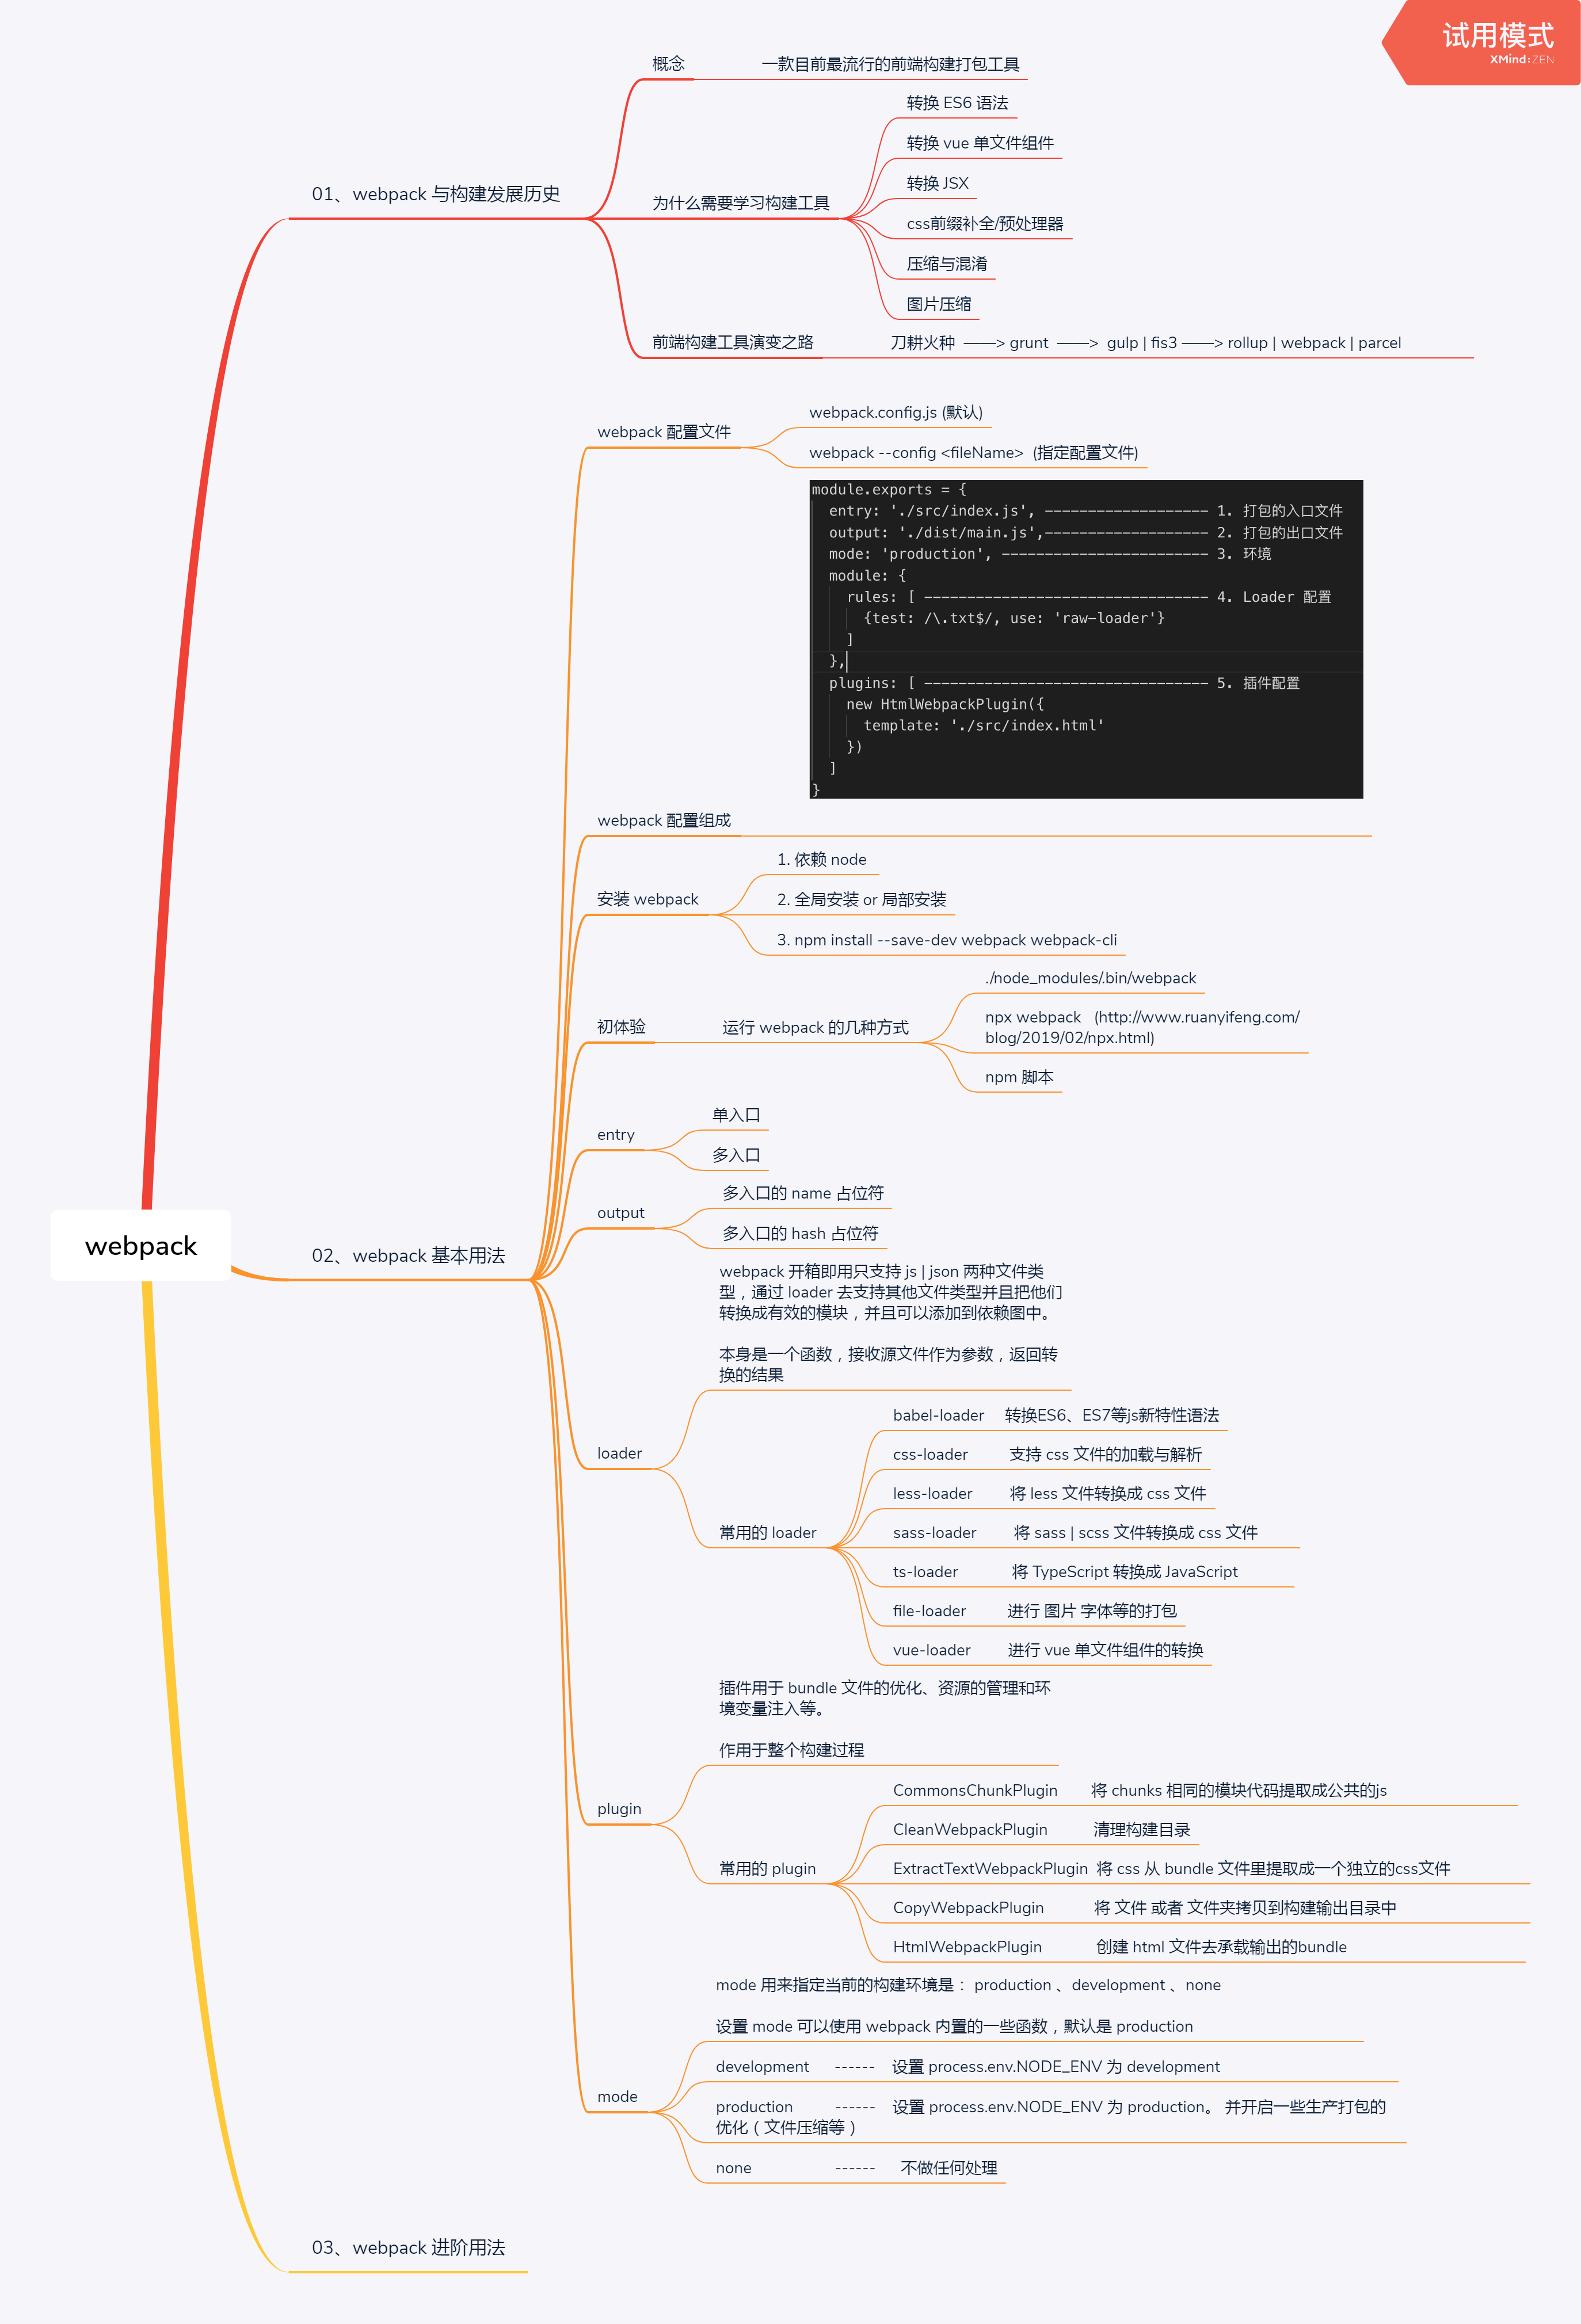 试用模式
XMind:ZEN
webpack
01、webpack 与构建发展历史
概念
一款目前最流行的前端构建打包工具
为什么需要学习构建工具
转换 ES6 语法
转换 vue 单文件组件
转换 JSX
css前缀补全/预处理器
压缩与混淆
图片压缩
前端构建工具演变之路
刀耕火种 ——> grunt ——> gulp | fis3 ——> rollup | webpack | parcel
02、webpack 基本用法
webpack 配置文件
webpack.config.js (默认)
webpack --config <fileName> (指定配置文件)
webpack 配置组成
module.exports = {
entry: './src/index.js', ------------------- 1. 打包的入口文件
output: './dist/main.js',------------------- 2. 打包的出口文件
mode: 'production', ------------------------ 3. 环境
module: {
rules: [ --------------------------------- 4. Loader 配置
{test: /\.txt$/, use: 'raw-loader'}
]
},
plugins: [ --------------------------------- 5. 插件配置
new HtmlWebpackPlugin({
template: './src/index.html'
})
]
}
安装 webpack
1. 依赖 node
2. 全局安装 or 局部安装
3. npm install --save-dev webpack webpack-cli
初体验
运行 webpack 的几种方式
./node_modules/.bin/webpack
npx webpack (http://www.ruanyifeng.com/
blog/2019/02/npx.html)
npm 脚本
entry
单入口
多入口
output
多入口的 name 占位符
多入口的 hash 占位符
loader
webpack 开箱即用只支持 js | json 两种文件类
型，通过 loader 去支持其他文件类型并且把他们
转换成有效的模块，并且可以添加到依赖图中。
本身是一个函数，接收源文件作为参数，返回转
换的结果
常用的 loader
babel-loader 转换ES6、ES7等js新特性语法
css-loader 支持 css 文件的加载与解析
less-loader 将 less 文件转换成 css 文件
sass-loader 将 sass | scss 文件转换成 css 文件
ts-loader 将 TypeScript 转换成 JavaScript
file-loader 进行 图片 字体等的打包
vue-loader 进行 vue 单文件组件的转换
plugin
插件用于 bundle 文件的优化、资源的管理和环
境变量注入等。
作用于整个构建过程
常用的 plugin
CommonsChunkPlugin 将 chunks 相同的模块代码提取成公共的js
CleanWebpackPlugin 清理构建目录
ExtractTextWebpackPlugin 将 css 从 bundle 文件里提取成一个独立的css文件
CopyWebpackPlugin 将 文件 或者 文件夹拷贝到构建输出目录中
HtmlWebpackPlugin 创建 html 文件去承载输出的bundle
mode
mode 用来指定当前的构建环境是： production 、development 、none
设置 mode 可以使用 webpack 内置的一些函数，默认是 production
development ------ 设置 process.env.NODE_ENV 为 development
production ------ 设置 process.env.NODE_ENV 为 production。 并开启一些生产打包的
优化（文件压缩等）
none ------ 不做任何处理
03、webpack 进阶用法